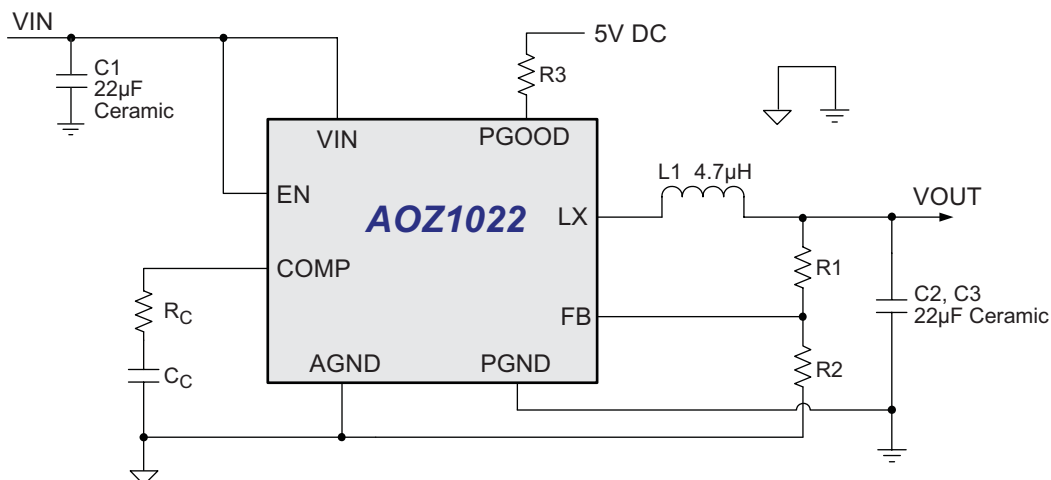 VIN
5V DC
C1
22µF
Ceramic
R3
VIN
PGOOD
L1 4.7µH
EN
AOZ1022
LX
VOUT
COMP
R1
RC
FB
C2, C3
22µF Ceramic
CC
AGND
PGND
R2